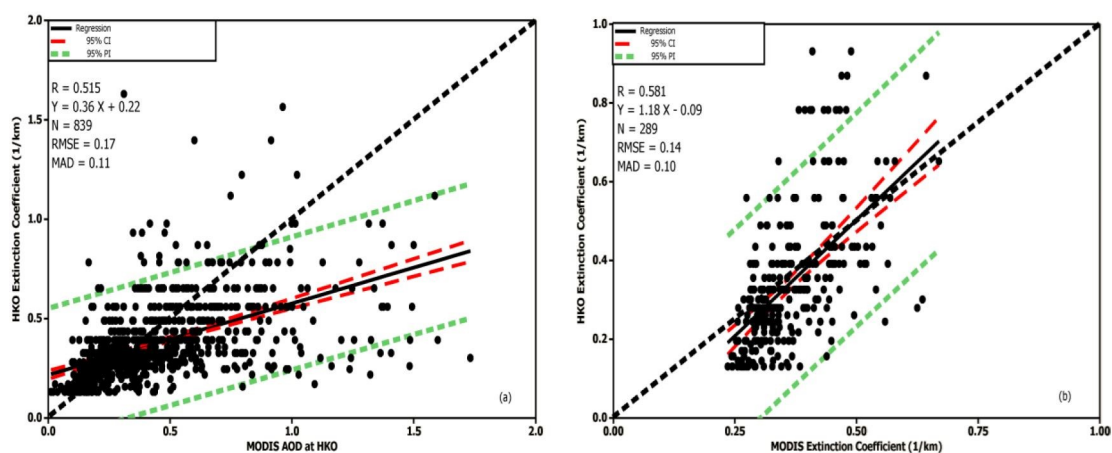 Regression
95% CI
95% PI
R = 0.515
Y = 0.36 X + 0.22
N = 839
RMSE = 0.17
MAD = 0.11
2.0
1.5
1.0
0.5
0.0
HKO Extinction Coefficient (1/km)
0.0 0.5 1.0 1.5 2.0
MODIS AOD at HKO
(a)
Regression
95% CI
95% PI
R = 0.581
Y = 1.18 X - 0.09
N = 289
RMSE = 0.14
MAD = 0.10
1.0
0.8
0.6
0.4
0.2
0.0
HKO Extinction Coefficient (1/km)
0.00 0.25 0.50 0.75 1.00
MODIS Extinction Coefficient (1/km)
(b)